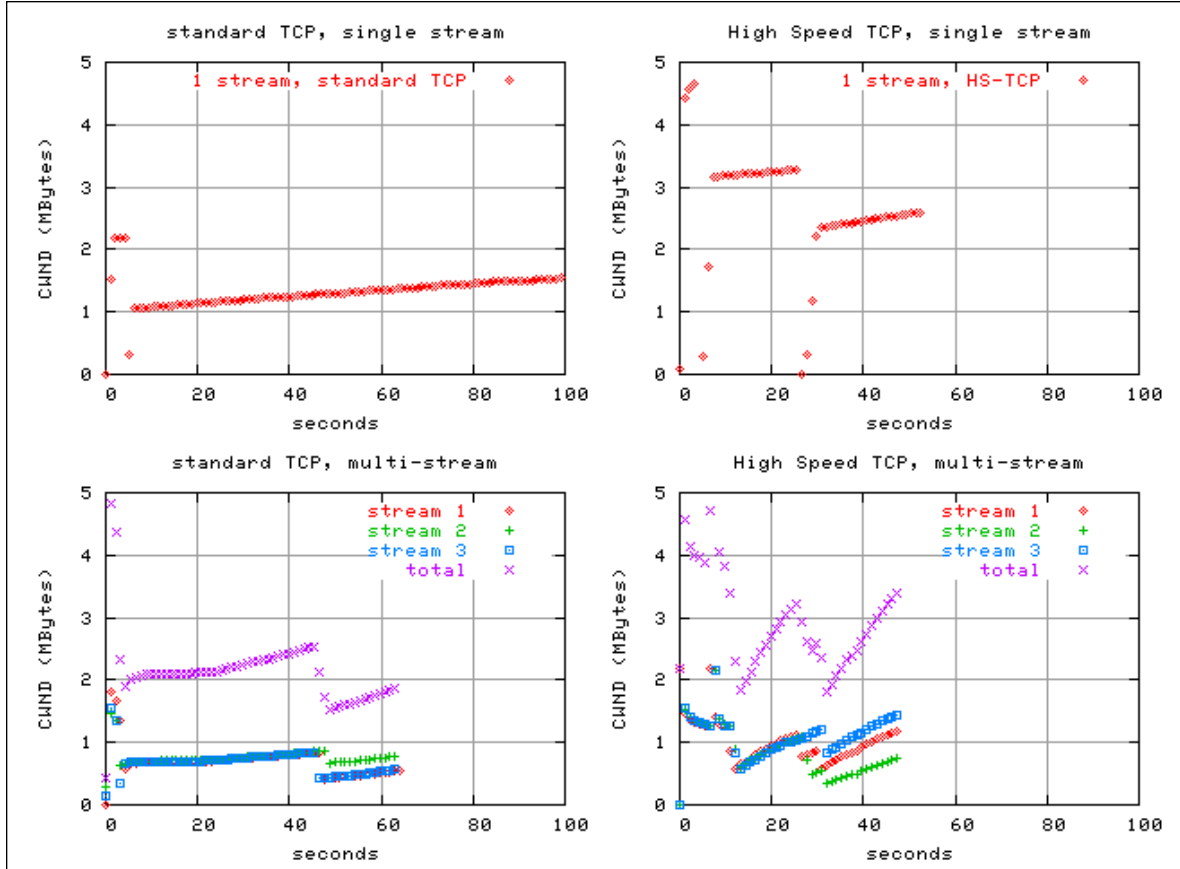 standard TCP, single stream
1 stream, standard TCP
5
4
3
2
1
0
CWND (MBytes)
0 20 40 60 80 100
seconds
High Speed TCP, single stream
1 stream, HS-TCP
5
4
3
2
1
0
CWND (MBytes)
0 20 40 60 80 100
seconds
standard TCP, multi-stream
stream 1
stream 2
stream 3
total
5
4
3
2
1
0
CWND (MBytes)
0 20 40 60 80 100
seconds
High Speed TCP, multi-stream
stream 1
stream 2
stream 3
total
5
4
3
2
1
0
CWND (MBytes)
0 20 40 60 80 100
seconds